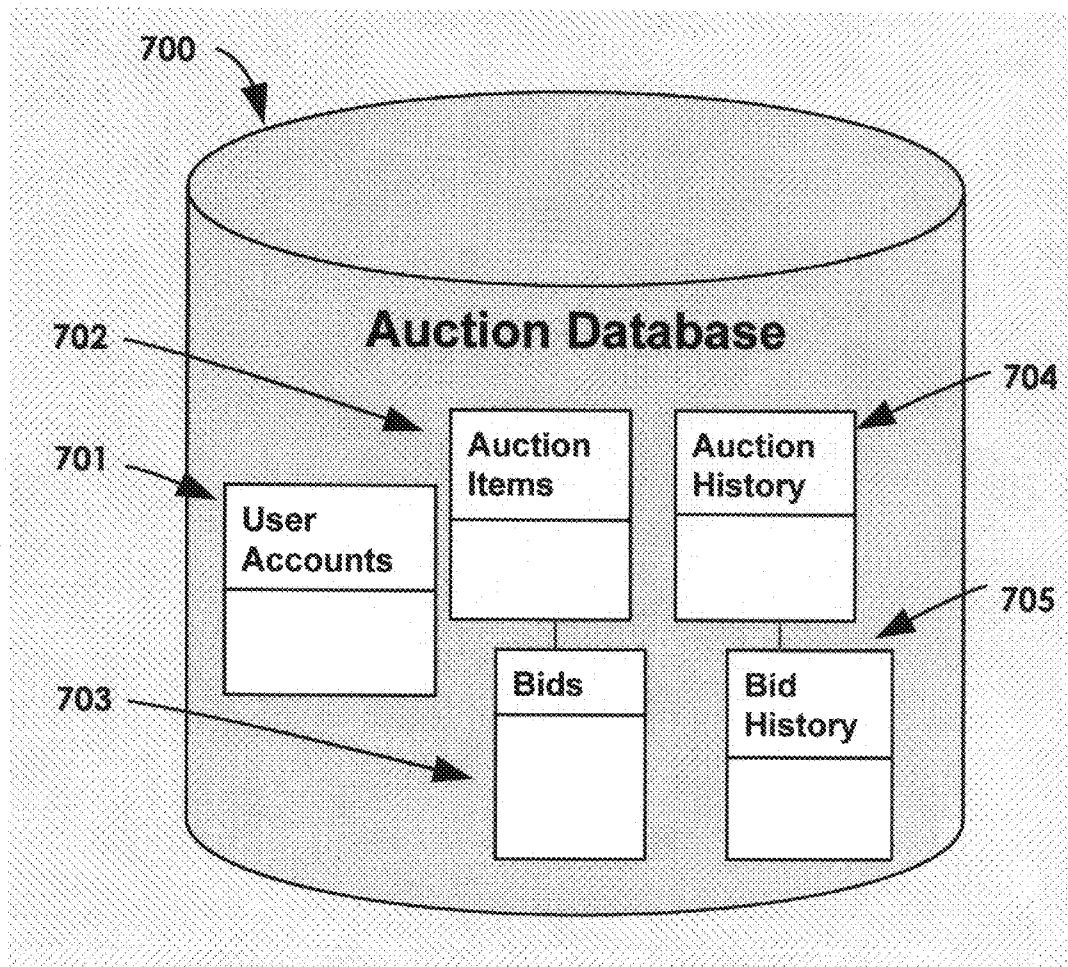 700
Auction Database
702
704
Auction
Items
Auction
History
701
User
Accounts
705
703
Bids
Bid
History